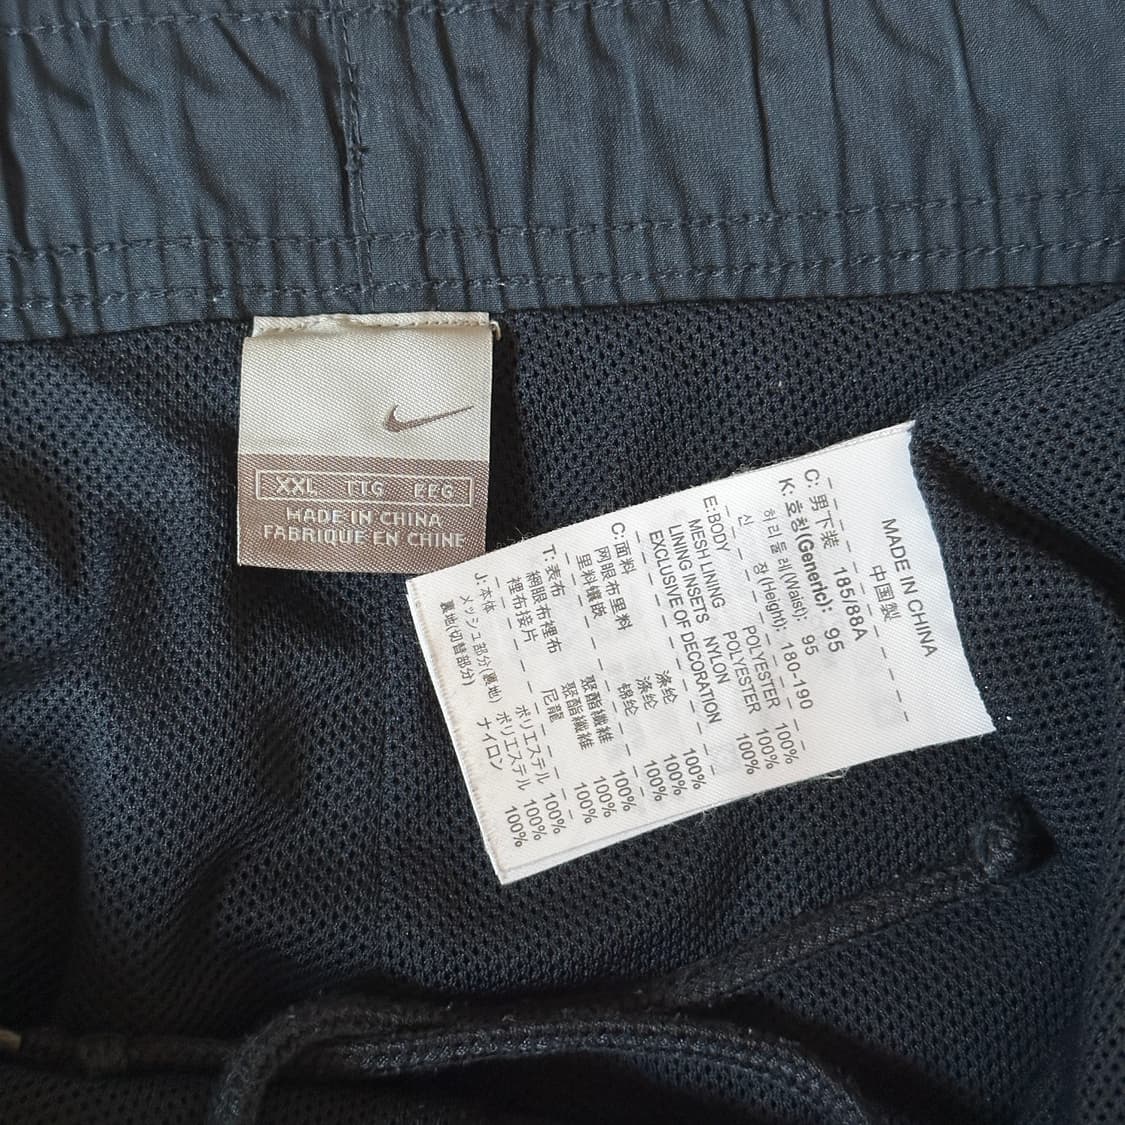 XXL TTG EEG
MADE IN CHINA
FABRIQUÉ EN CHINE
MADE IN CHINA
中国製
C: 男下装 185/88A
K: 호칭(Generic): 95
허리둘레(Waist): 95
신 장(Height): 180-190
E:BODY POLYESTER 100%
MESH LINING POLYESTER 100%
LINING INSETS NYLON 100%
EXCLUSIVE OF DECORATION
C:面料 涤纶 100%
网眼布里料 涤纶 100%
里料镶嵌 锦纶 100%
T: 表布 聚酯纖維 100%
網眼布裡布 聚酯纖維 100%
裡布接片 尼龍 100%
J:本体 ポリエステル 100%
メッシュ部分(裏地) ポリエステル 100%
裏地(切替部分) ナイロン 100%